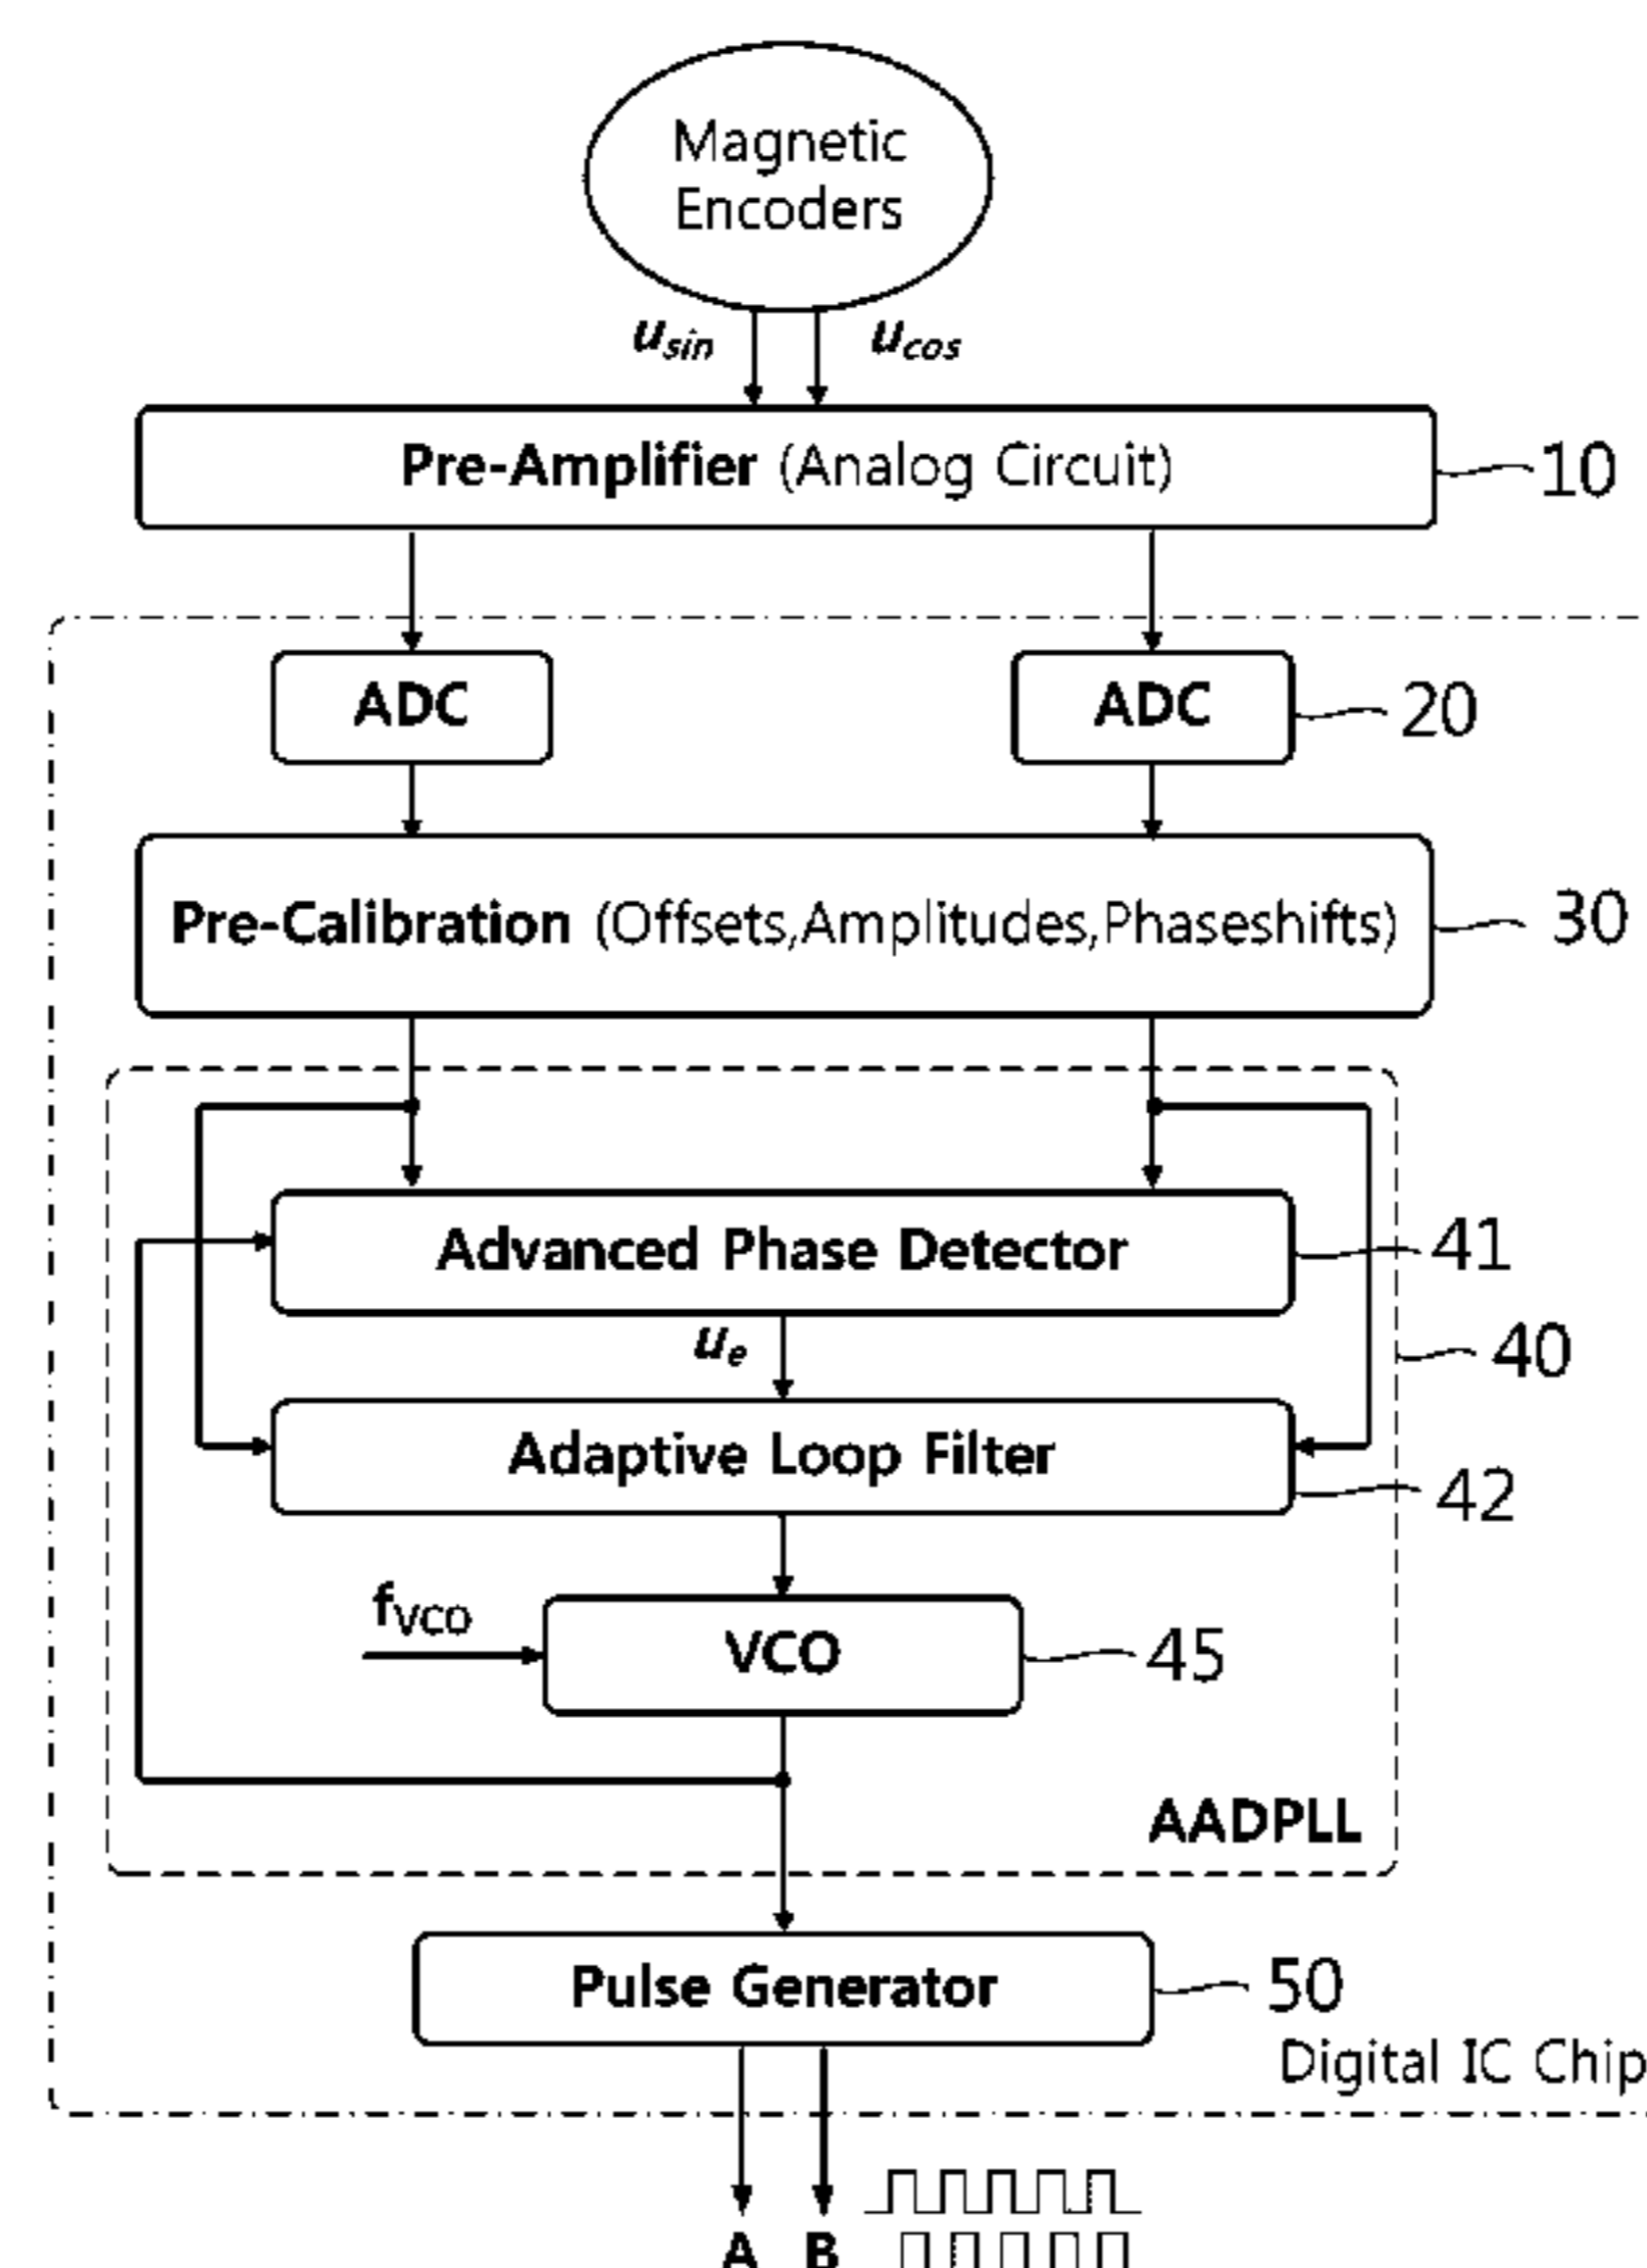 Magnetic
Encoders
usin ucos
Pre-Amplifier (Analog Circuit)
10
ADC
ADC
20
Pre-Calibration (Offsets,Amplitudes,Phaseshifts)
30
Advanced Phase Detector
41
ue
40
Adaptive Loop Filter
42
fVCO
VCO
45
AADPLL
Pulse Generator
50
Digital IC Chip
A B